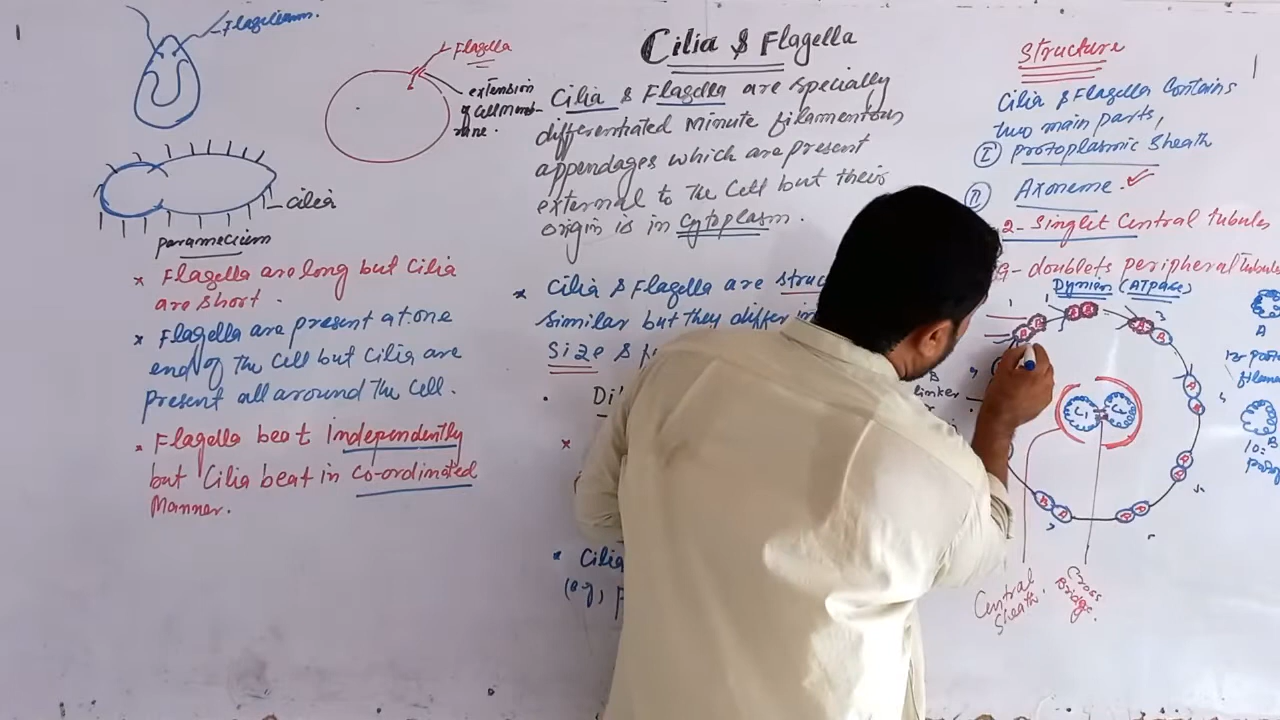 Flagellum.
Flagella
extension
of cell memb-
rane.
cilia
paramecium
* Flagella are long but Cilia
are short.
* Flagella are present at one
end of the cell but Cilia are
present all around the cell.
* Flagella beat independently
but Cilia beat in Co-ordinated
Manner.
Cilia & Flagella
Cilia & Flagella are specially
differentiated Minute filamentous
appendages which are present
external to the Cell but their
origin is in Cytoplasm.
* Cilia & Flagella are
similar but they differ in
Size &
* Cilia
(e.g,
Structure
Cilia & Flagella Contains
two main parts,
I protoplasmic Sheath
II Axoneme. ✓
2- Singlet Central tubules
9- doublets peripheral tubules
Dynien (ATPase)
A
B
linker
3
A B
A
B
C1 C2
B A
Central
Sheath.
Cross
Bridge.